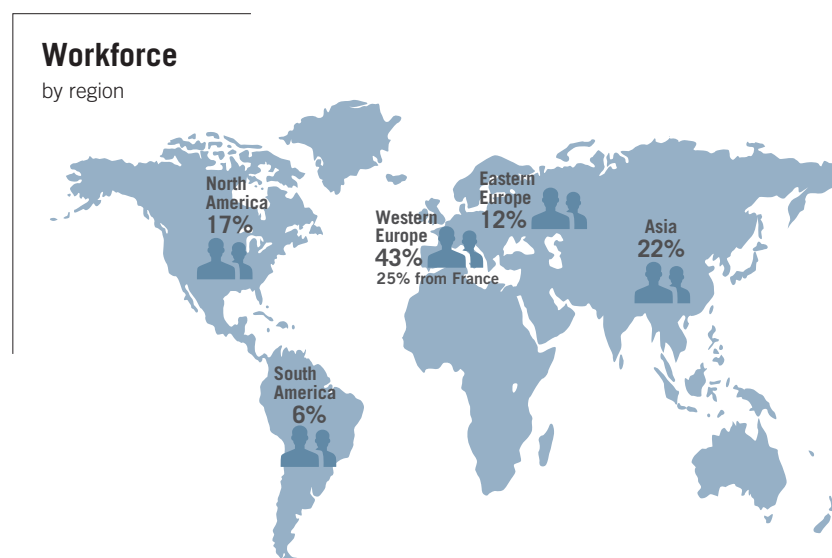 Workforce
by region
North
America
17%
Western
Europe
43%
25% from France
Eastern
Europe
12%
Asia
22%
South
America
6%